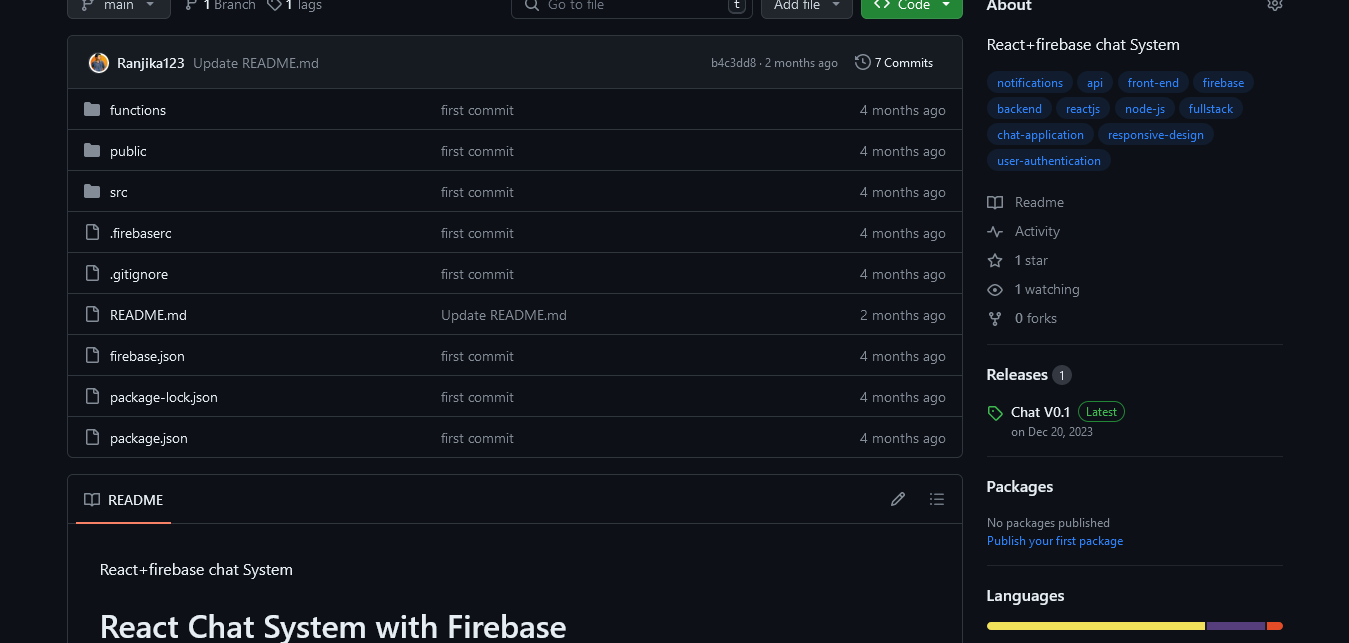 main 1 Branch 1 Tags Go to file t Add file Code
Ranjika123 Update README.md b4c3dd8 · 2 months ago 7 Commits
functions first commit 4 months ago
public first commit 4 months ago
src first commit 4 months ago
.firebaserc first commit 4 months ago
.gitignore first commit 4 months ago
README.md Update README.md 2 months ago
firebase.json first commit 4 months ago
package-lock.json first commit 4 months ago
package.json first commit 4 months ago
README
React+firebase chat System
React Chat System with Firebase
About
React+firebase chat System
notifications api front-end firebase
backend reactjs node-js fullstack
chat-application responsive-design
user-authentication
Readme
Activity
1 star
1 watching
0 forks
Releases 1
Chat V0.1 Latest
on Dec 20, 2023
Packages
No packages published
Publish your first package
Languages